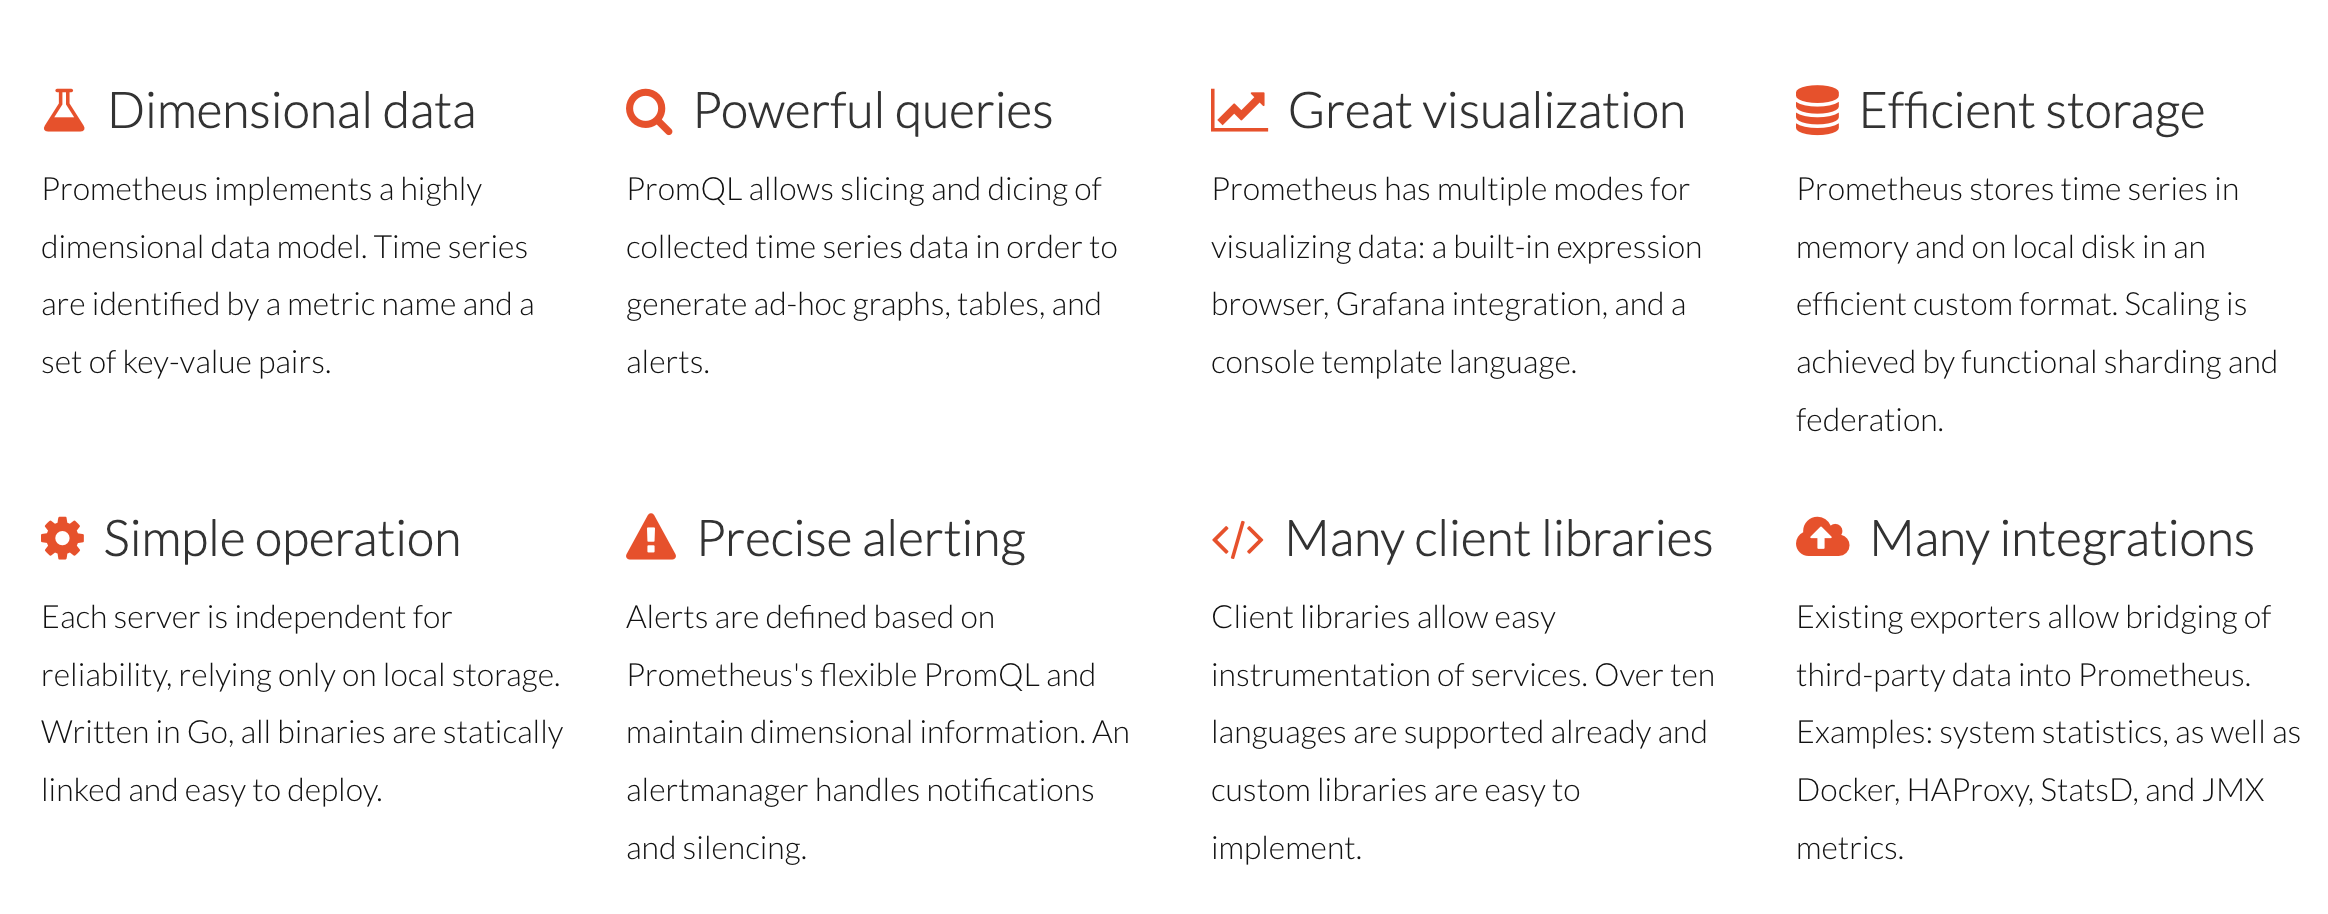 Dimensional data
Prometheus implements a highly
dimensional data model. Time series
are identified by a metric name and a
set of key-value pairs.
Powerful queries
PromQL allows slicing and dicing of
collected time series data in order to
generate ad-hoc graphs, tables, and
alerts.
Great visualization
Prometheus has multiple modes for
visualizing data: a built-in expression
browser, Grafana integration, and a
console template language.
Efficient storage
Prometheus stores time series in
memory and on local disk in an
efficient custom format. Scaling is
achieved by functional sharding and
federation.
Simple operation
Each server is independent for
reliability, relying only on local storage.
Written in Go, all binaries are statically
linked and easy to deploy.
Precise alerting
Alerts are defined based on
Prometheus's flexible PromQL and
maintain dimensional information. An
alertmanager handles notifications
and silencing.
Many client libraries
Client libraries allow easy
instrumentation of services. Over ten
languages are supported already and
custom libraries are easy to
implement.
Many integrations
Existing exporters allow bridging of
third-party data into Prometheus.
Examples: system statistics, as well as
Docker, HAProxy, StatsD, and JMX
metrics.